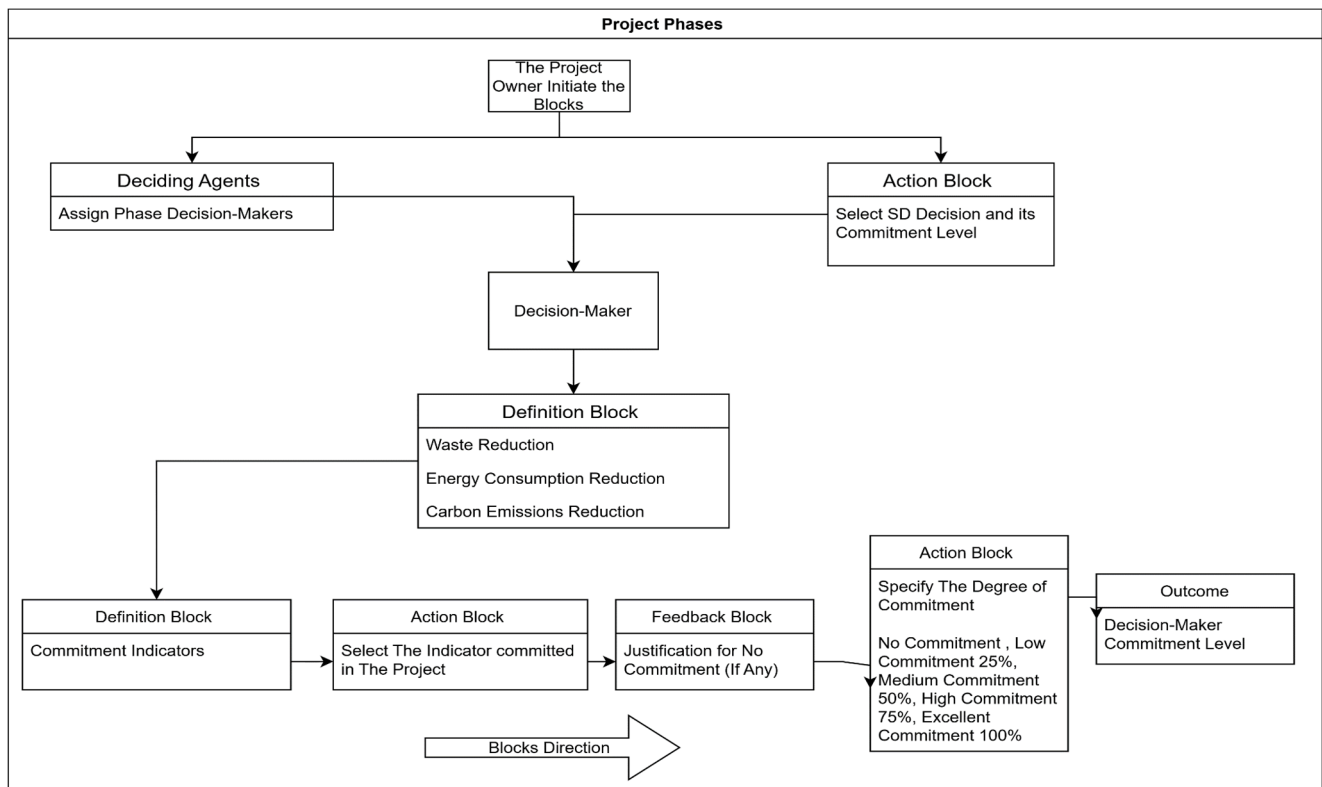 Project Phases
The Project
Owner Initiate the
Blocks
Deciding Agents
Assign Phase Decision-Makers
Action Block
Select SD Decision and its
Commitment Level
Decision-Maker
Definition Block
Waste Reduction
Energy Consumption Reduction
Carbon Emissions Reduction
Definition Block
Commitment Indicators
Action Block
Select The Indicator committed
in The Project
Feedback Block
Justification for No
Commitment (If Any)
Action Block
Specify The Degree of
Commitment
No Commitment , Low
Commitment 25%,
Medium Commitment
50%, High Commitment
75%, Excellent
Commitment 100%
Outcome
Decision-Maker
Commitment Level
Blocks Direction